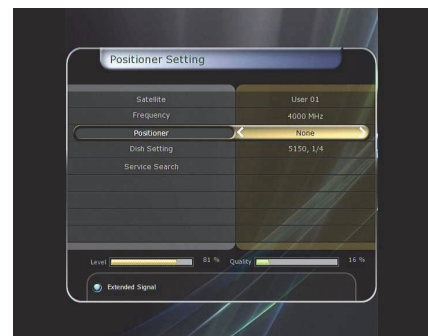 Positioner Setting
Satellite User 01
Frequency 4000 MHz
Positioner None
Dish Setting 5150, 1/4
Service Search
Level 81 % Quality 16 %
Extended Signal